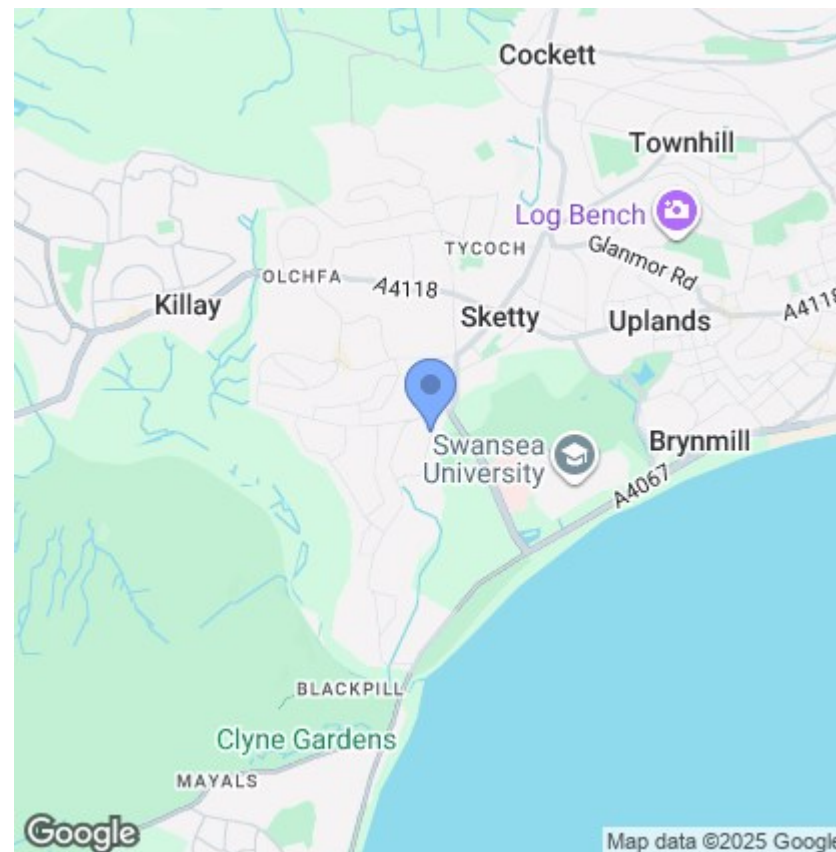 Cockett
Townhill
Log Bench
Glanmor Rd
TYCOCH
OLCHFA
A4118
Killay
Sketty
Uplands
A4118
Swansea
University
Brynmill
A4067
BLACKPILL
Clyne Gardens
MAYALS
Google
Map data ©2025 Google